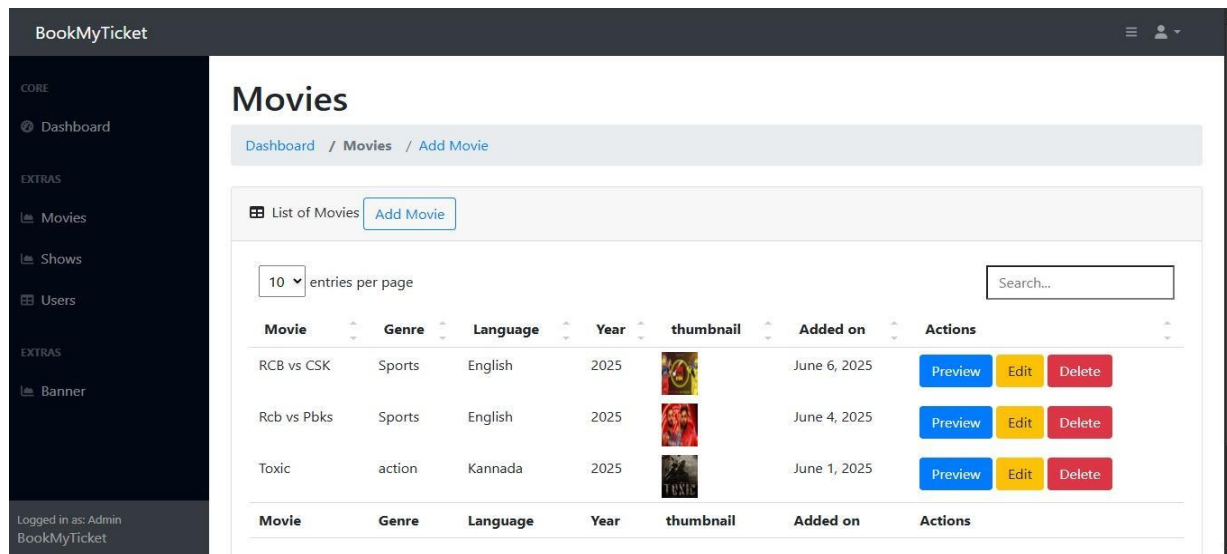 BookMyTicket
CORE
Dashboard
EXTRAS
Movies
Shows
Users
EXTRAS
Banner
Logged in as: Admin
BookMyTicket
Movies
Dashboard / Movies / Add Movie
List of Movies Add Movie
10 entries per page Search...
Movie Genre Language Year thumbnail Added on Actions
RCB vs CSK Sports English 2025 June 6, 2025 Preview Edit Delete
Rcb vs Pbks Sports English 2025 June 4, 2025 Preview Edit Delete
Toxic action Kannada 2025 TOXIC June 1, 2025 Preview Edit Delete
Movie Genre Language Year thumbnail Added on Actions